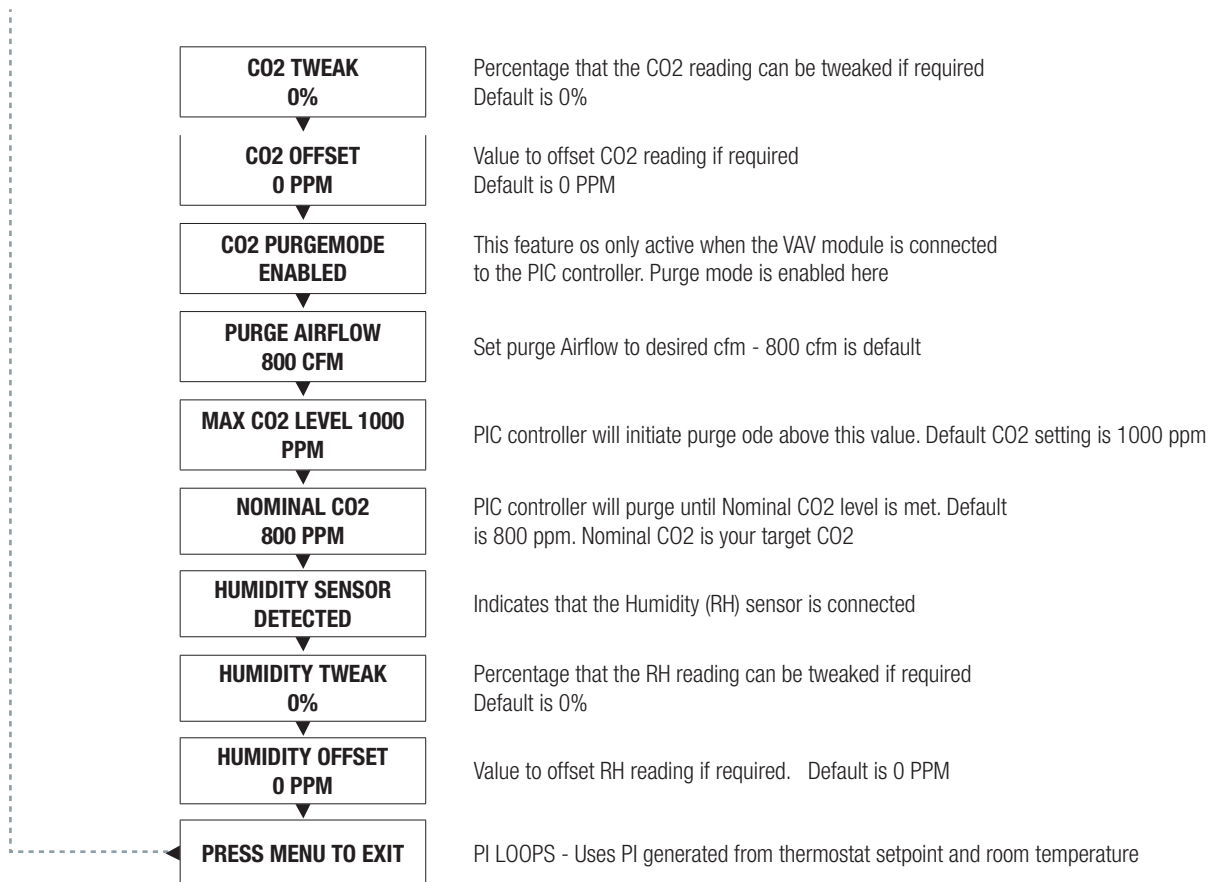 CO2 TWEAK
0%
Percentage that the CO2 reading can be tweaked if required
Default is 0%
CO2 OFFSET
0 PPM
Value to offset CO2 reading if required
Default is 0 PPM
CO2 PURGEMODE
ENABLED
This feature os only active when the VAV module is connected
to the PIC controller. Purge mode is enabled here
PURGE AIRFLOW
800 CFM
Set purge Airflow to desired cfm - 800 cfm is default
MAX CO2 LEVEL 1000
PPM
PIC controller will initiate purge ode above this value. Default CO2 setting is 1000 ppm
NOMINAL CO2
800 PPM
PIC controller will purge until Nominal CO2 level is met. Default
is 800 ppm. Nominal CO2 is your target CO2
HUMIDITY SENSOR
DETECTED
Indicates that the Humidity (RH) sensor is connected
HUMIDITY TWEAK
0%
Percentage that the RH reading can be tweaked if required
Default is 0%
HUMIDITY OFFSET
0 PPM
Value to offset RH reading if required. Default is 0 PPM
PRESS MENU TO EXIT
PI LOOPS - Uses PI generated from thermostat setpoint and room temperature